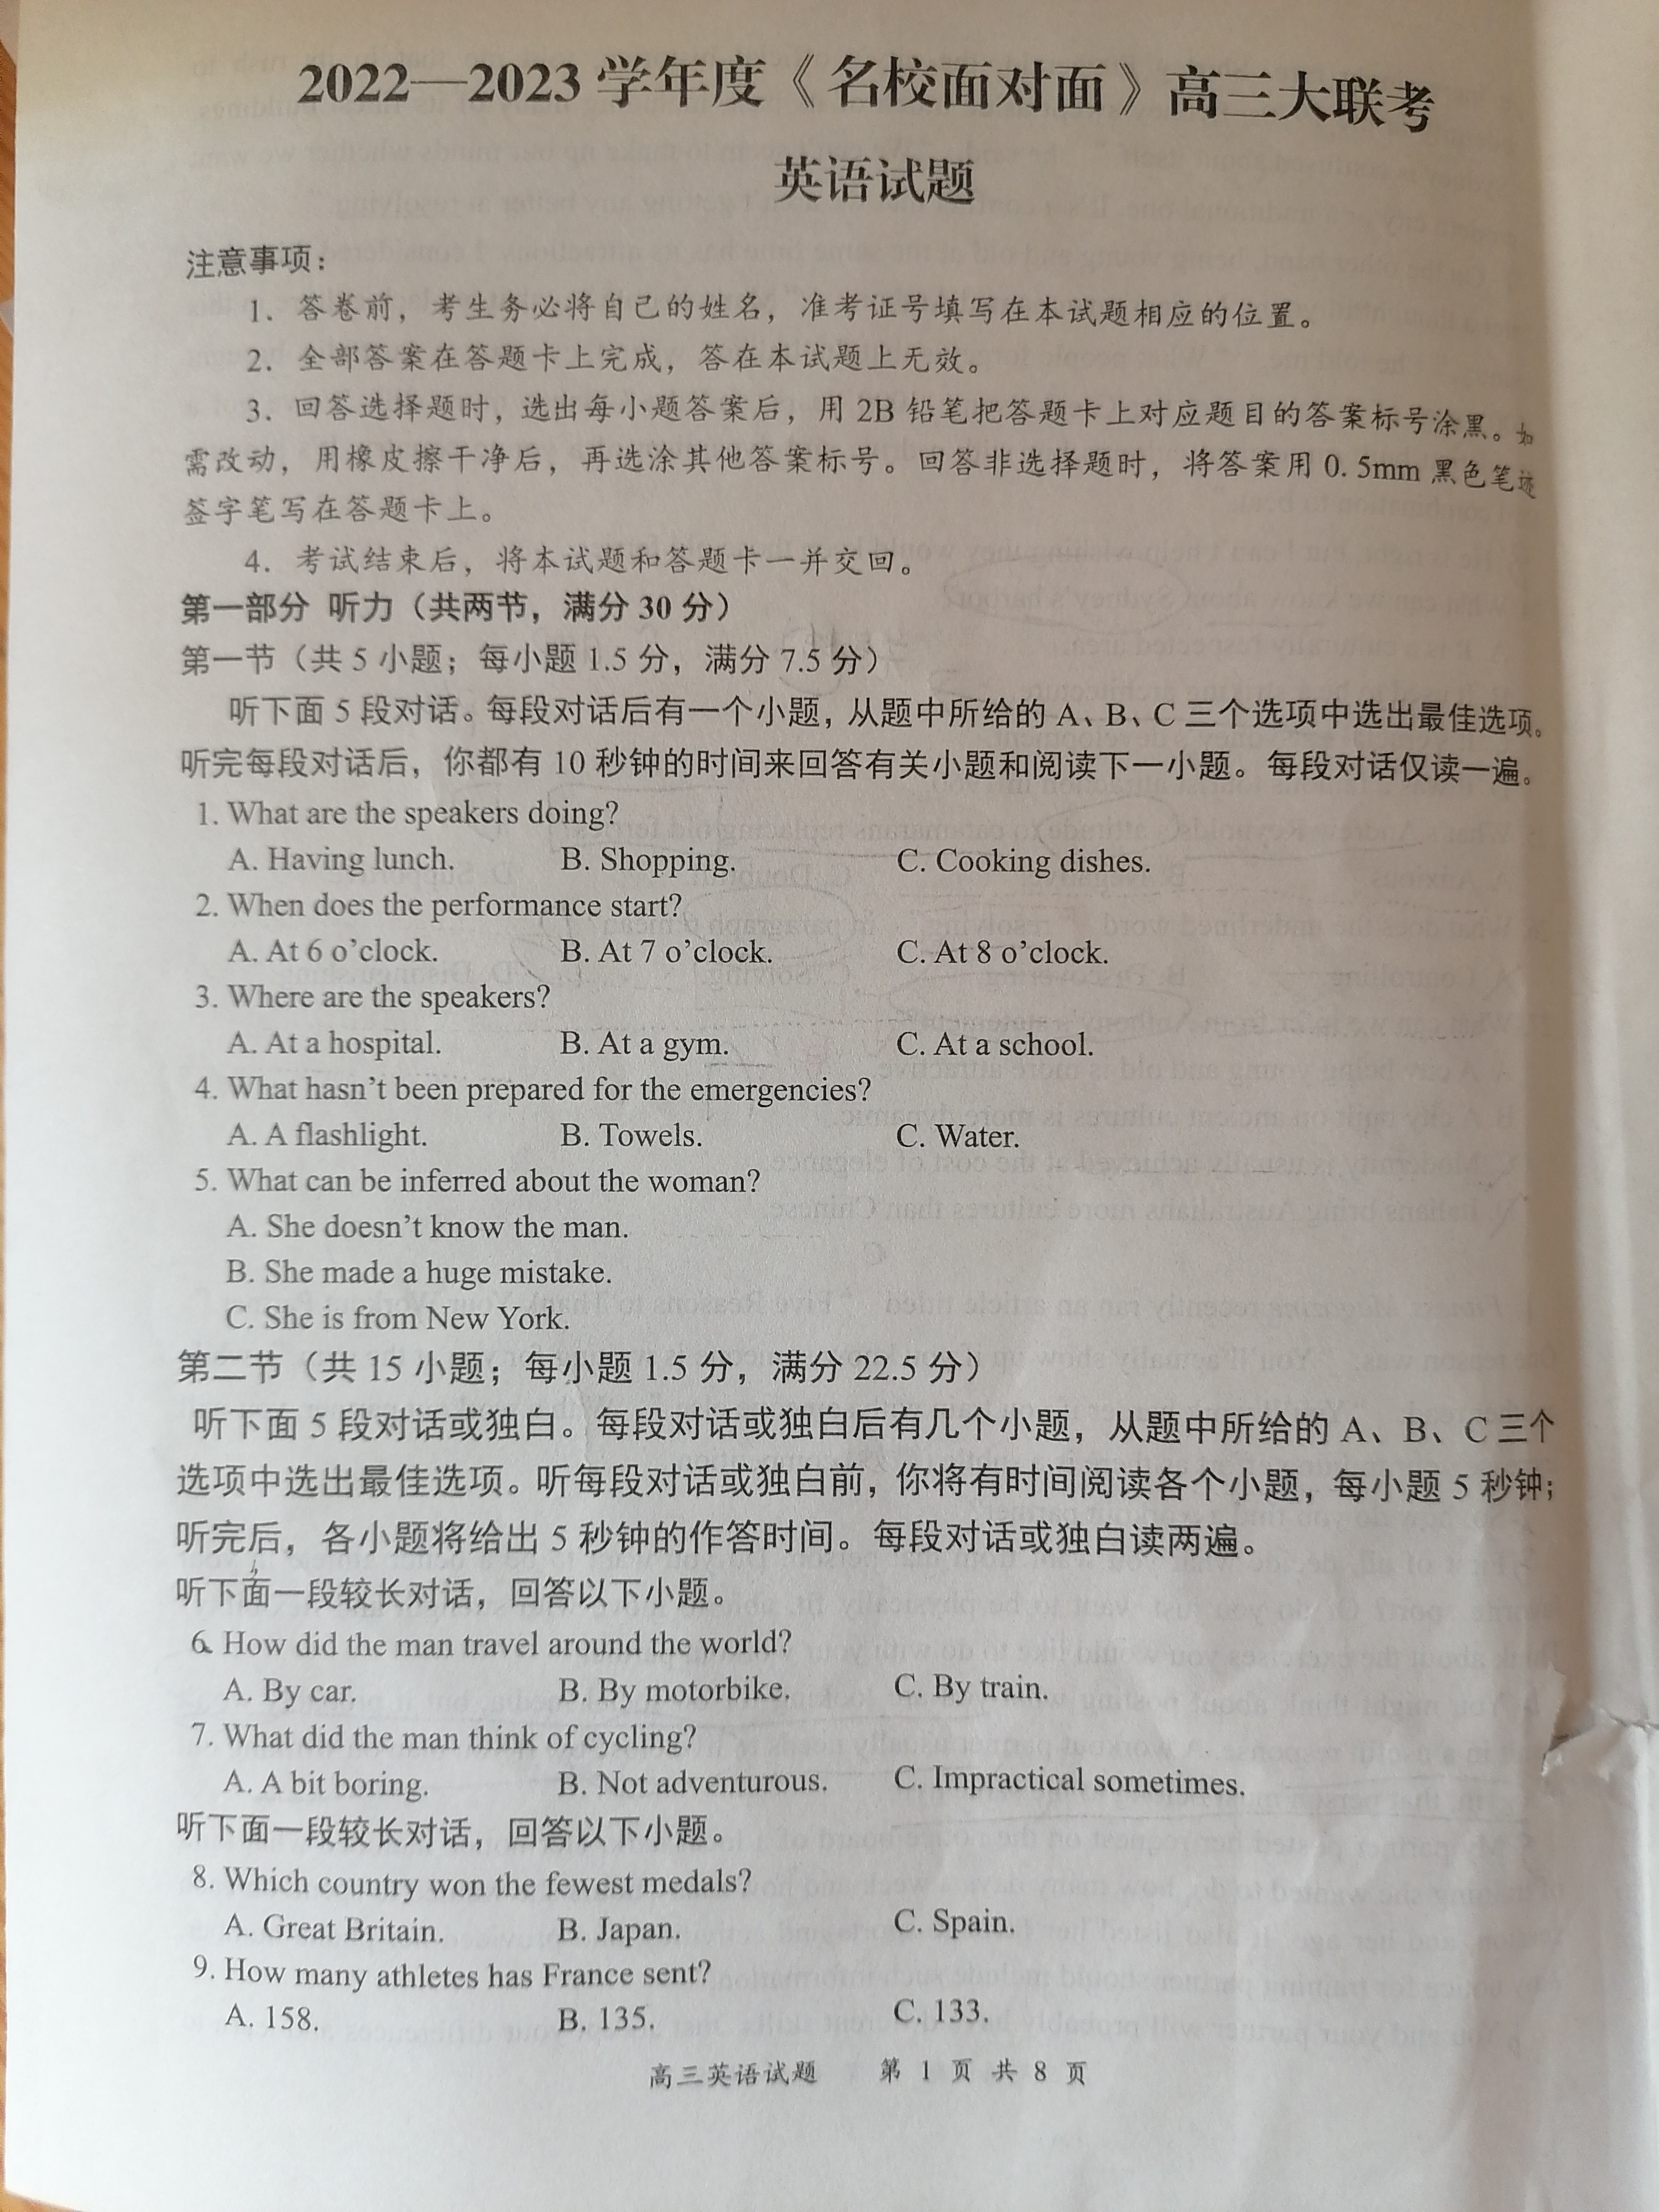 2022—2023 学年度《名校面对面》高三大联考
英语试题
注意事项：
1. 答卷前，考生务必将自己的姓名，准考证号填写在本试题相应的位置。
2. 全部答案在答题卡上完成，答在本试题上无效。
3. 回答选择题时，选出每小题答案后，用 2B 铅笔把答题卡上对应题目的答案标号涂黑。如
需改动，用橡皮擦干净后，再选涂其他答案标号。回答非选择题时，将答案用 0.5mm 黑色笔迹
签字笔写在答题卡上。
4. 考试结束后，将本试题和答题卡一并交回。
第一部分 听力（共两节，满分 30 分）
第一节（共 5 小题；每小题 1.5 分，满分 7.5 分）
听下面 5 段对话。每段对话后有一个小题，从题中所给的 A、B、C 三个选项中选出最佳选项。
听完每段对话后，你都有 10 秒钟的时间来回答有关小题和阅读下一小题。每段对话仅读一遍。
1. What are the speakers doing?
A. Having lunch. B. Shopping. C. Cooking dishes.
2. When does the performance start?
A. At 6 o’clock. B. At 7 o’clock. C. At 8 o’clock.
3. Where are the speakers?
A. At a hospital. B. At a gym. C. At a school.
4. What hasn’t been prepared for the emergencies?
A. A flashlight. B. Towels. C. Water.
5. What can be inferred about the woman?
A. She doesn’t know the man.
B. She made a huge mistake.
C. She is from New York.
第二节（共 15 小题；每小题 1.5 分，满分 22.5 分）
听下面 5 段对话或独白。每段对话或独白后有几个小题，从题中所给的 A、B、C 三个
选项中选出最佳选项。听每段对话或独白前，你将有时间阅读各个小题，每小题 5 秒钟；
听完后，各小题将给出 5 秒钟的作答时间。每段对话或独白读两遍。
听下面一段较长对话，回答以下小题。
6. How did the man travel around the world?
A. By car. B. By motorbike. C. By train.
7. What did the man think of cycling?
A. A bit boring. B. Not adventurous. C. Impractical sometimes.
听下面一段较长对话，回答以下小题。
8. Which country won the fewest medals?
A. Great Britain. B. Japan. C. Spain.
9. How many athletes has France sent?
A. 158. B. 135. C. 133.
高三英语试题 第 1 页 共 8 页